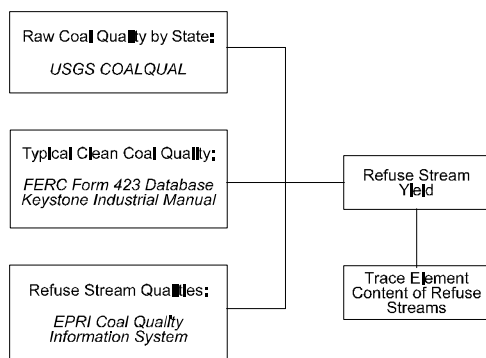 Raw Coal Quality by State:
USGS COALQUAL
Typical Clean Coal Quality:
FERC Form 423 Database
Keystone Industrial Manual
Refuse Stream Qualities:
EPRI Coal Quality
Information System
Refuse Stream
Yield
Trace Element
Content of Refuse
Streams